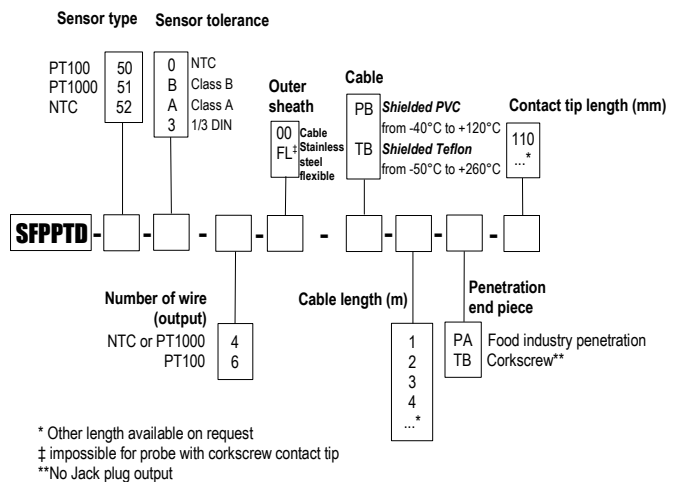 Sensor type
Sensor tolerance
PT100 50
PT1000 51
NTC 52
0 NTC
B Class B
A Class A
3 1/3 DIN
Outer
sheath
00 Cable
FL‡ Stainless
steel
flexible
Cable
PB Shielded PVC
from -40°C to +120°C
TB Shielded Teflon
from -50°C to +260°C
Contact tip length (mm)
110
...*
SFPPTD - - - - - - - -
Number of wire
(output)
NTC or PT1000 4
PT100 6
Cable length (m)
1
2
3
4
...*
Penetration
end piece
PA Food industry penetration
TB Corkscrew**
* Other length available on request
‡ impossible for probe with corkscrew contact tip
**No Jack plug output